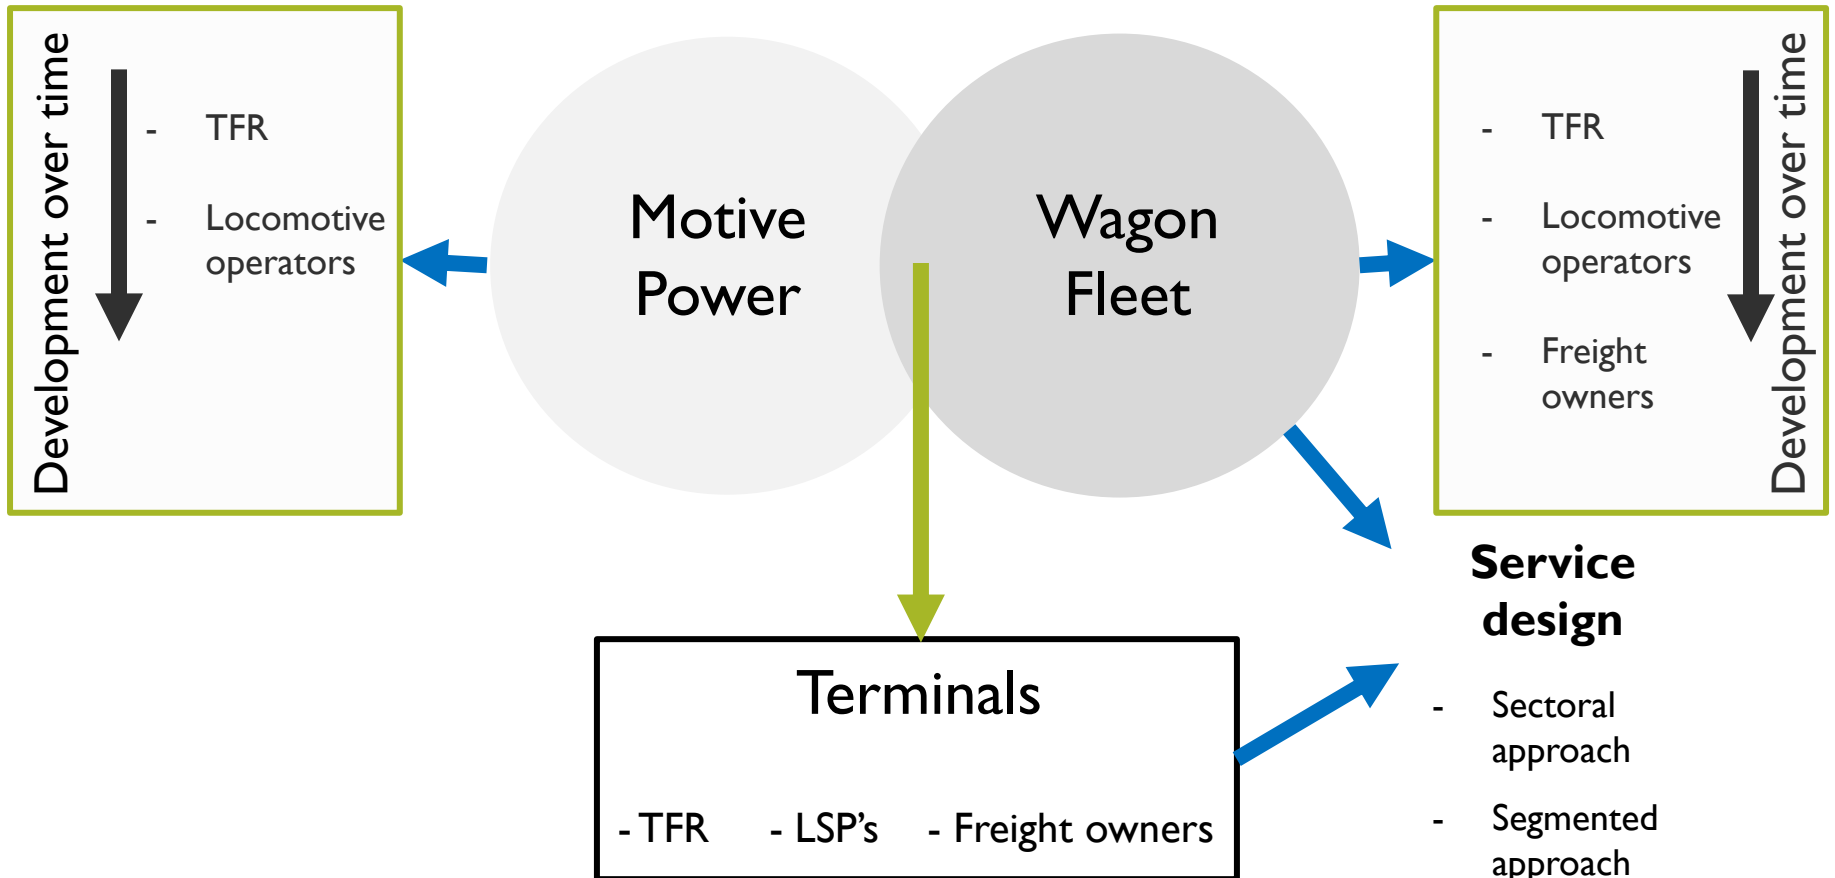 Development over time
- TFR
- Locomotive
operators
Motive
Power
Wagon
Fleet
- TFR
- Locomotive
operators
- Freight
owners
Development over time
Terminals
- TFR - LSP’s - Freight owners
Service
design
- Sectoral
approach
- Segmented
approach